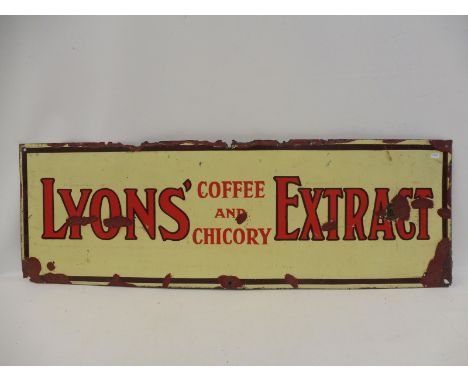 LYONS' COFFEE AND CHICORY EXTRACT